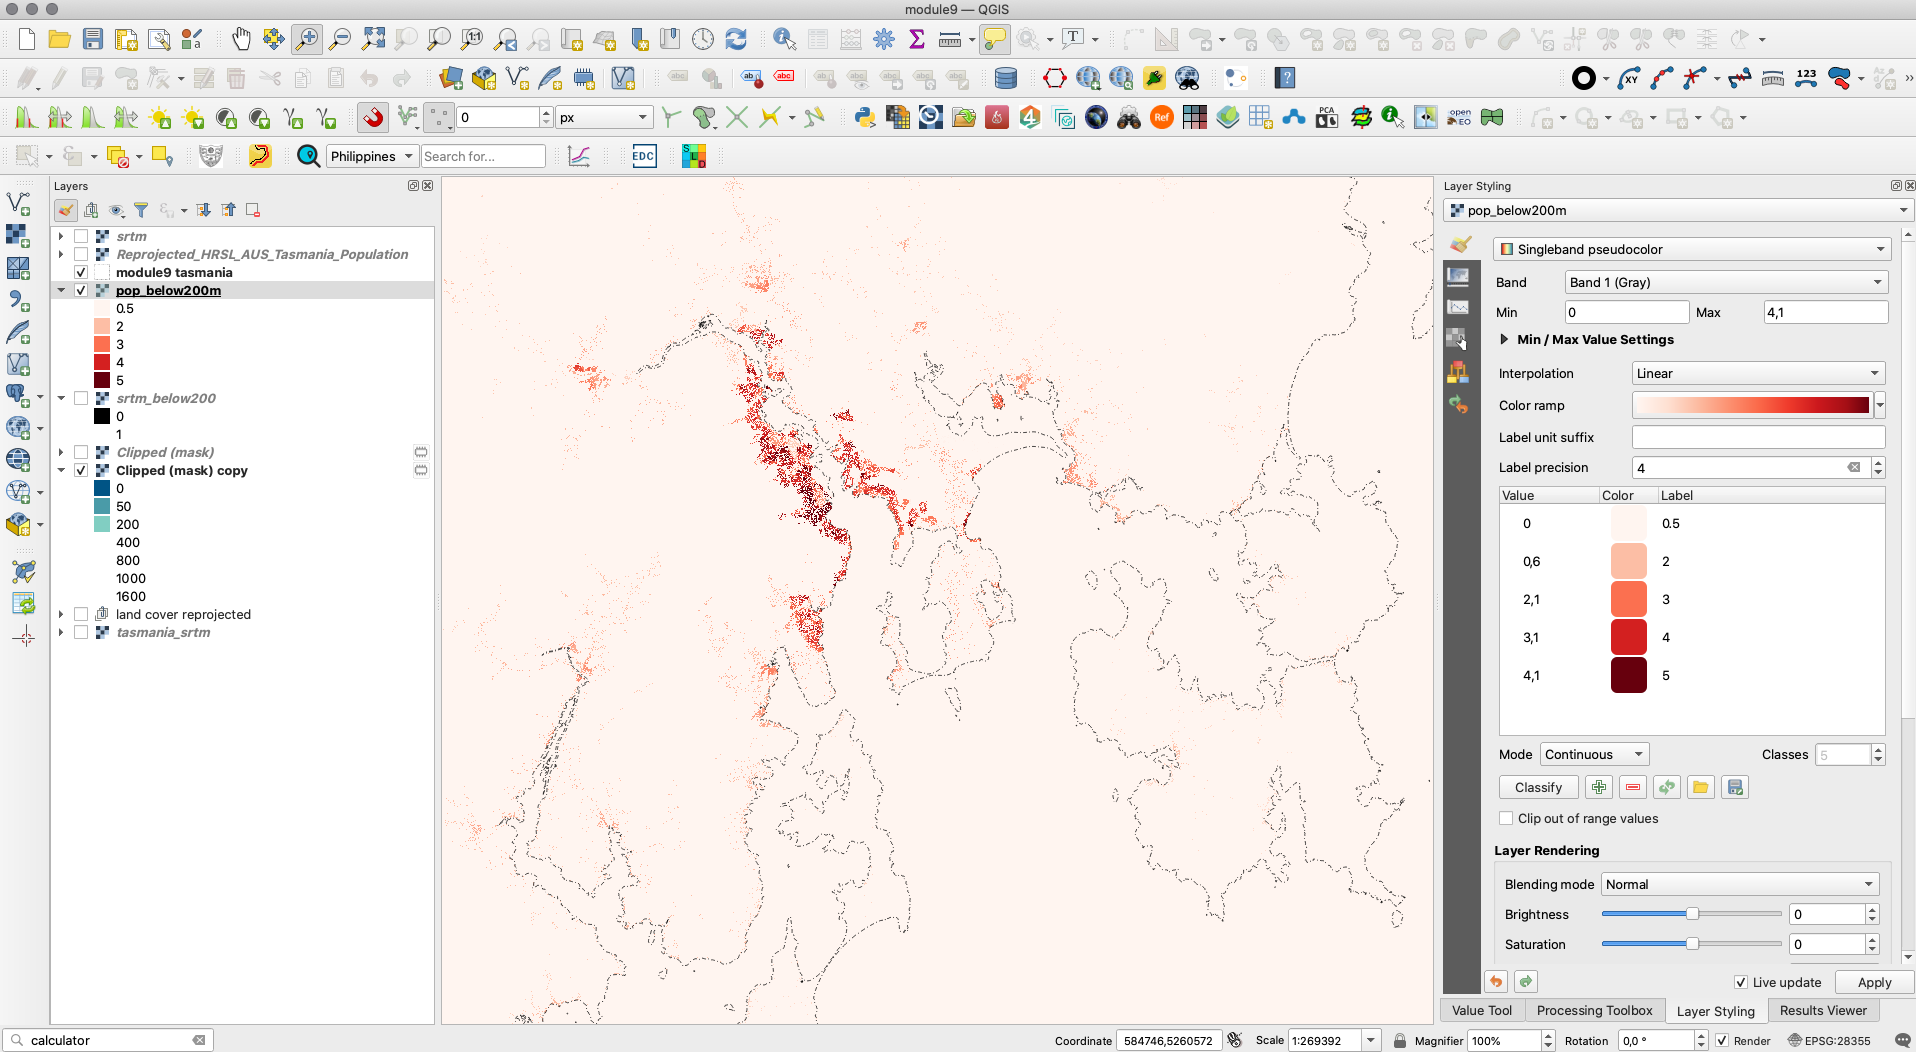 module9 — QGIS
0
px
Philippines
Search for...
EDC
Layers
srtm
Reprojected_HRSL_AUS_Tasmania_Population
module9 tasmania
pop_below200m
0.5
2
3
4
5
srtm_below200
0
1
Clipped (mask)
Clipped (mask) copy
0
50
200
400
800
1000
1600
land cover reprojected
tasmania_srtm
Layer Styling
pop_below200m
Singleband pseudocolor
Band Band 1 (Gray)
Min 0 Max 4,1
Min / Max Value Settings
Interpolation Linear
Color ramp
Label unit suffix
Label precision 4
Value Color Label
0 0.5
0,6 2
2,1 3
3,1 4
4,1 5
Mode Continuous Classes 5
Classify
Clip out of range values
Layer Rendering
Blending mode Normal
Brightness 0
Saturation 0
Live update Apply
Value Tool Processing Toolbox Layer Styling Results Viewer
calculator
Coordinate 584746,5260572 Scale 1:269392 Magnifier 100% Rotation 0,0 ° Render EPSG:28355